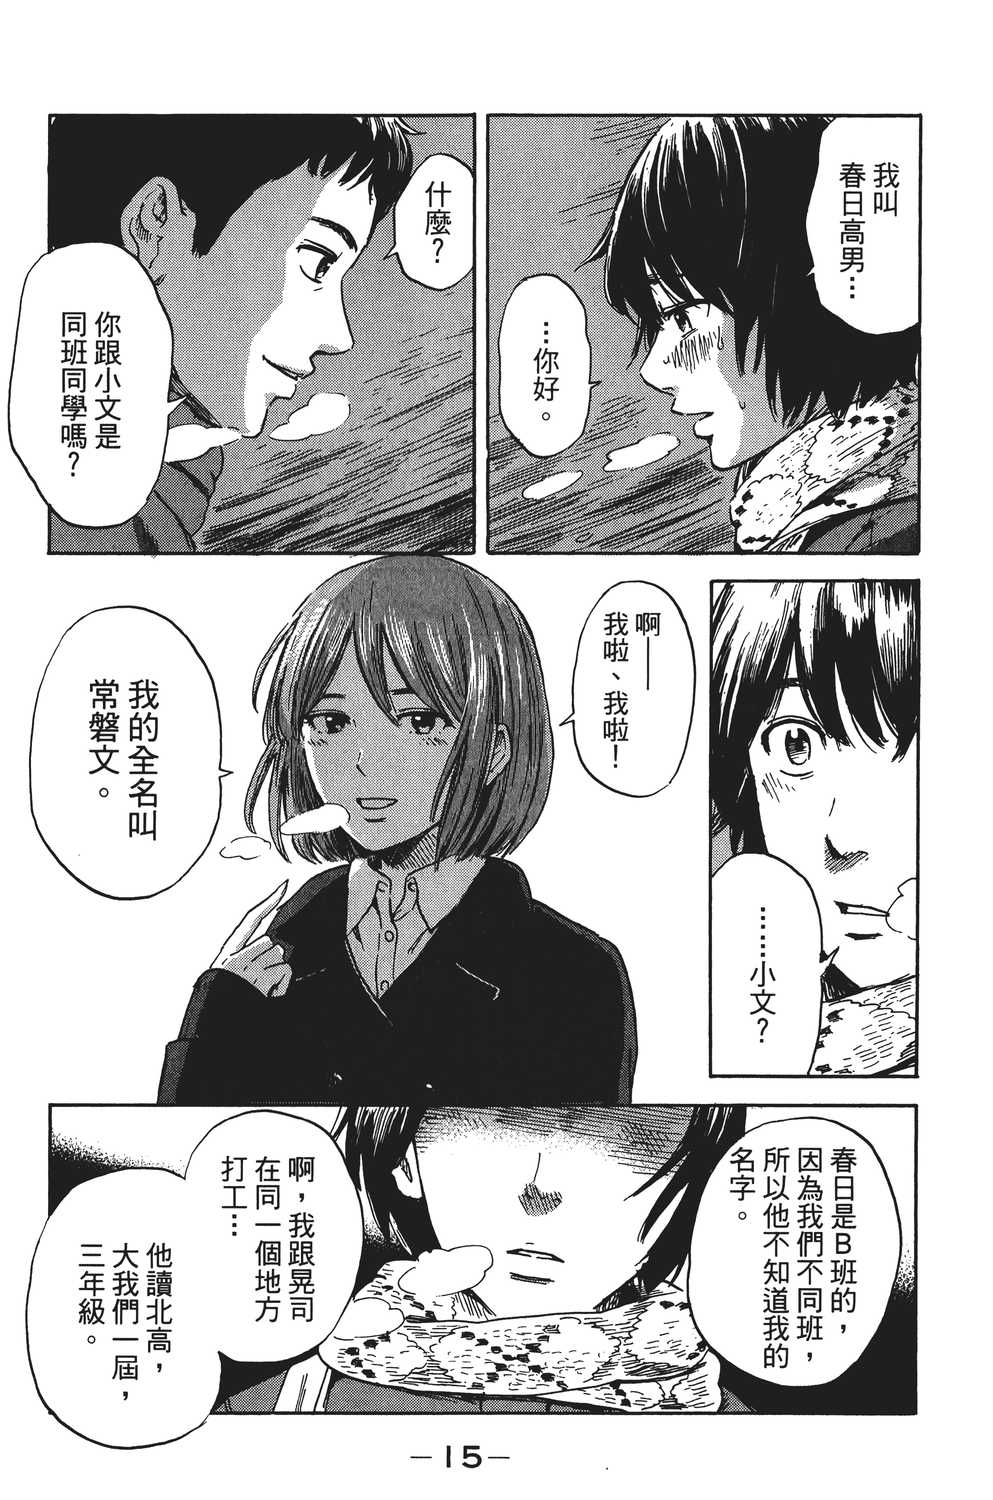 我叫
春日高男…
…你好。
什麼?
你跟小文是
同班同學嗎?
……小文?
啊——
我啦、我啦!
我的全名叫
常磐文。
春日是B班的,
因為我們不同班,
所以他不知道我的
名字。
啊,我跟晃司
在同一個地方
打工…
他讀北高,
大我們一屆,
三年級。
—15—